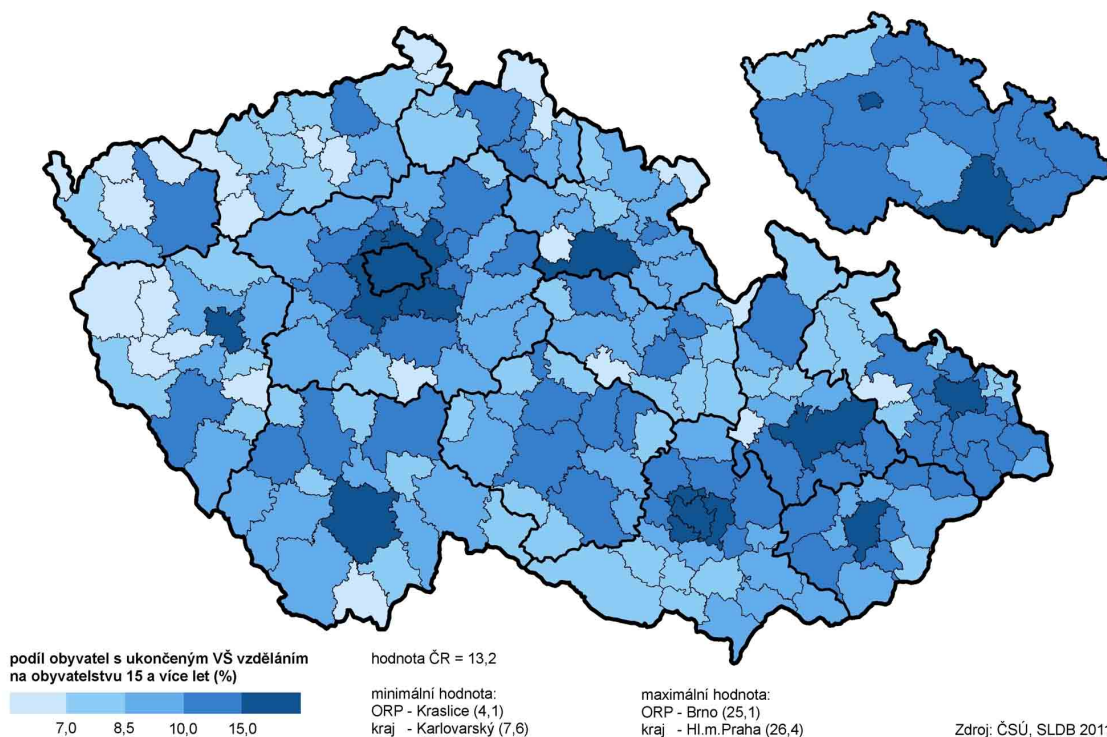 podíl obyvatel s ukončeným VŠ vzděláním
na obyvatelstvu 15 a více let (%)
7,0 8,5 10,0 15,0
hodnota ČR = 13,2
minimální hodnota:
ORP - Kraslice (4,1)
kraj - Karlovarský (7,6)
maximální hodnota:
ORP - Brno (25,1)
kraj - Hl.m.Praha (26,4)
Zdroj: ČSÚ, SLDB 2011